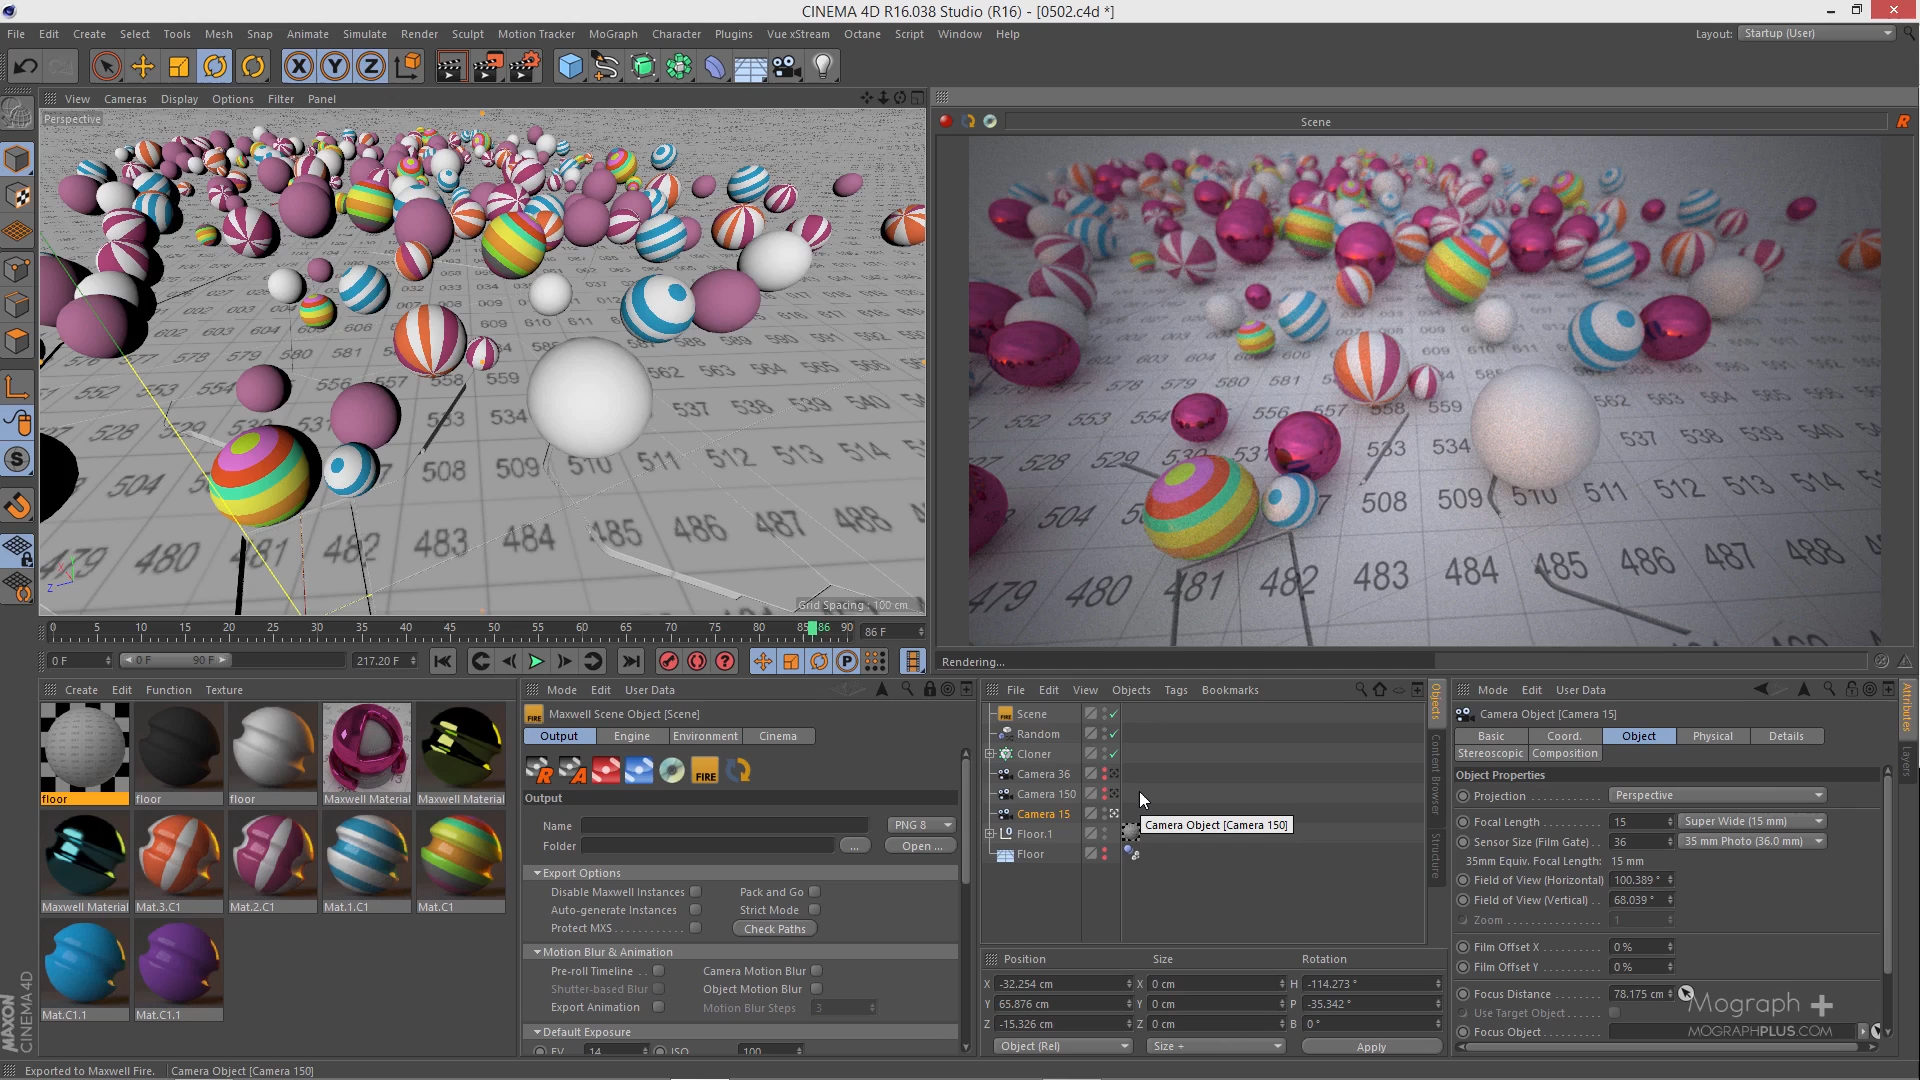 CINEMA 4D R16.038 Studio (R16) - [0502.c4d *]
File Edit Create Select Tools Mesh Snap Animate Simulate Render Sculpt Motion Tracker MoGraph Character Plugins Vue xStream Octane Script Window Help
Layout: Startup (User)
View Cameras Display Options Filter Panel
Perspective
Scene
Grid Spacing : 100 cm
0 5 10 15 20 25 30 35 40 45 50 55 60 65 70 75 80 85 86 90
86 F
0 F
0 F 90 F
217.20 F
Rendering...
Create Edit Function Texture
floor
floor
floor
Maxwell Material
Maxwell Material
Maxwell Material
Mat.3.C1
Mat.2.C1
Mat.1.C1
Mat.C1
Mat.C1.1
Mat.C1.1
Mode Edit User Data
Maxwell Scene Object [Scene]
Output Engine Environment Cinema
FIRE
Output
Name
PNG 8
Folder
...
Open ...
Export Options
Disable Maxwell Instances
Pack and Go
Auto-generate Instances
Strict Mode
Protect MXS
Check Paths
Motion Blur & Animation
Pre-roll Timeline
Camera Motion Blur
Shutter-based Blur
Object Motion Blur
Export Animation
Motion Blur Steps 3
Default Exposure
EV 14 ISO 100
File Edit View Objects Tags Bookmarks
Scene
Random
Cloner
Camera 36
Camera 150
Camera 15
Floor.1
Floor
Camera Object [Camera 150]
Objects
Content Browser
Structure
Position Size Rotation
X -32.254 cm X 0 cm H -114.273 °
Y 65.876 cm Y 0 cm P -35.342 °
Z -15.326 cm Z 0 cm B 0 °
Object (Rel) Size + Apply
Mode Edit User Data
Camera Object [Camera 15]
Basic Coord. Object Physical Details
Stereoscopic Composition
Object Properties
Projection Perspective
Focal Length 15 Super Wide (15 mm)
Sensor Size (Film Gate) 36 35 mm Photo (36.0 mm)
35mm Equiv. Focal Length: 15 mm
Field of View (Horizontal) 100.389 °
Field of View (Vertical) 68.039 °
Zoom 1
Film Offset X 0 %
Film Offset Y 0 %
Focus Distance 78.175 cm
Use Target Object
Focus Object
Attributes
Layers
Mograph +
MOGRAPHPLUS.COM
MAXON
CINEMA 4D
Exported to Maxwell Fire.
Camera Object [Camera 150]